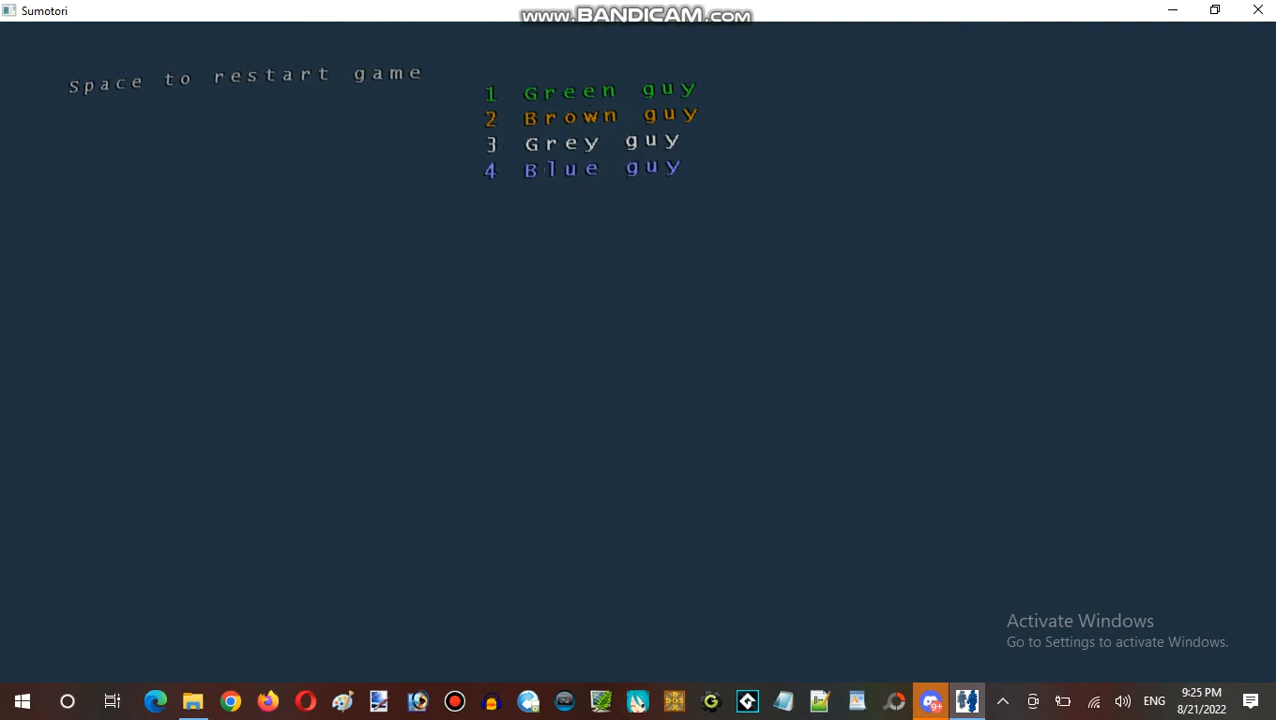 Sumotori
www.BANDICAM.com
Space to restart game
1 Green guy
2 Brown guy
3 Grey guy
4 Blue guy
Activate Windows
Go to Settings to activate Windows.
9+
ENG
9:25 PM
8/21/2022